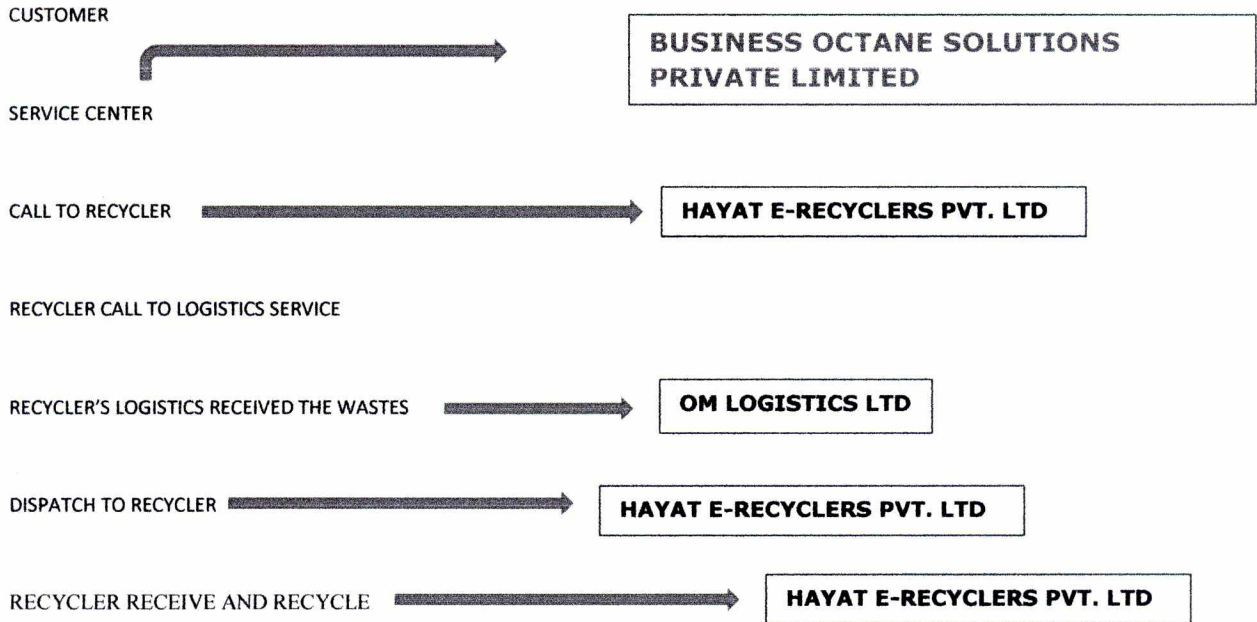 CUSTOMER
BUSINESS OCTANE SOLUTIONS
PRIVATE LIMITED
SERVICE CENTER
CALL TO RECYCLER
HAYAT E-RECYCLERS PVT. LTD
RECYCLER CALL TO LOGISTICS SERVICE
RECYCLER'S LOGISTICS RECEIVED THE WASTES
OM LOGISTICS LTD
DISPATCH TO RECYCLER
HAYAT E-RECYCLERS PVT. LTD
RECYCLER RECEIVE AND RECYCLE
HAYAT E-RECYCLERS PVT. LTD